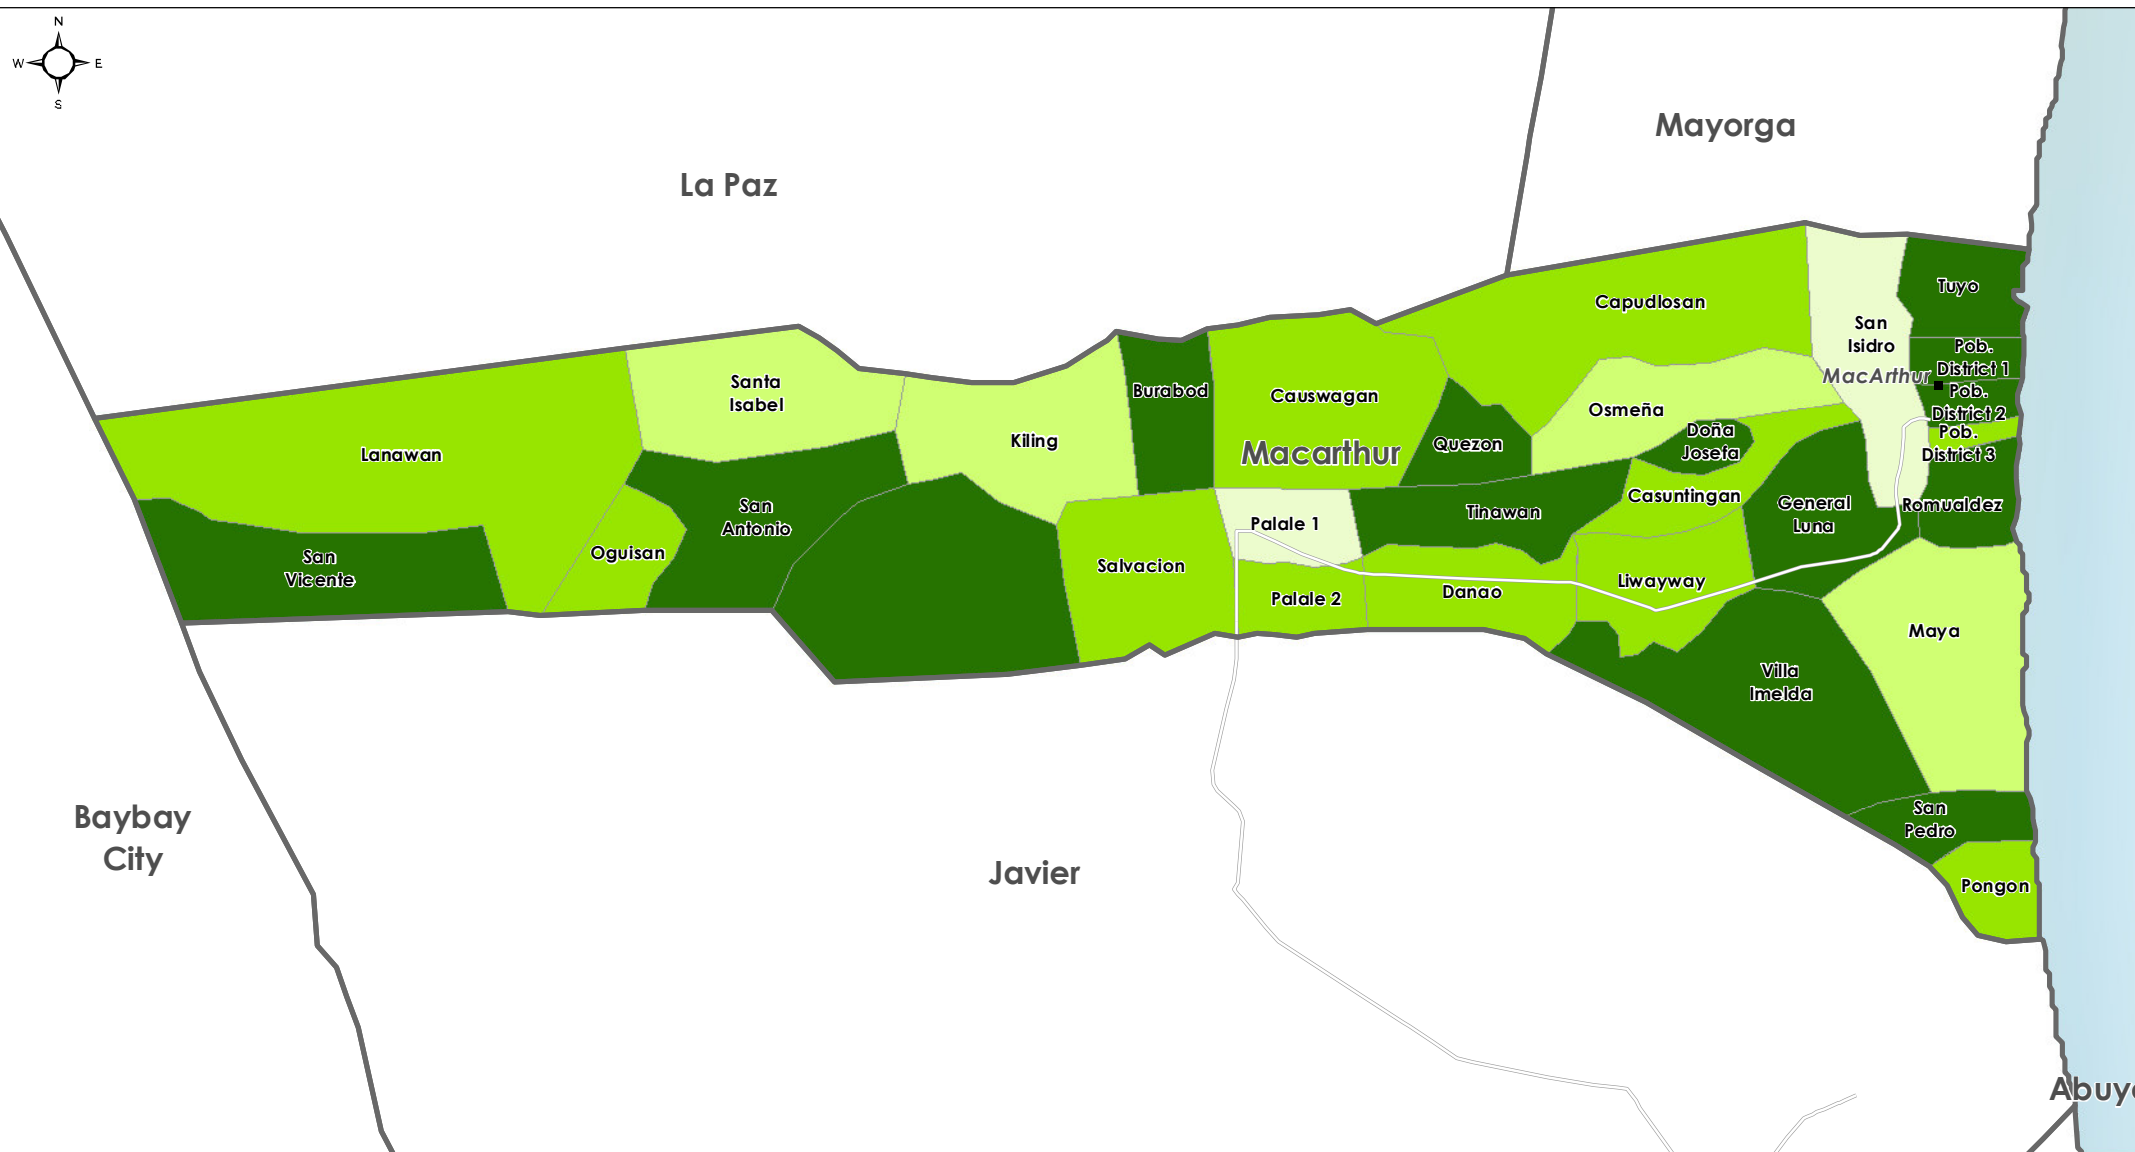 N
W
E
S
Mayorga
La Paz
Tuyo
Capudlosan
San
Isidro
Pob.
District 1
MacArthur
Santa
Isabel
Burabod
Causwagan
Pob.
District 2
Osmeña
Doña
Josefa
Pob.
District 3
Kiling
Quezon
Lanawan
Macarthur
Casuntingan
General
Luna
Romualdez
San
Antonio
Tinawan
Palale 1
Oguisan
San
Vicente
Salvacion
Liwayway
Danao
Palale 2
Maya
Villa
Imelda
San
Pedro
Baybay
City
Javier
Pongon
Abuyo